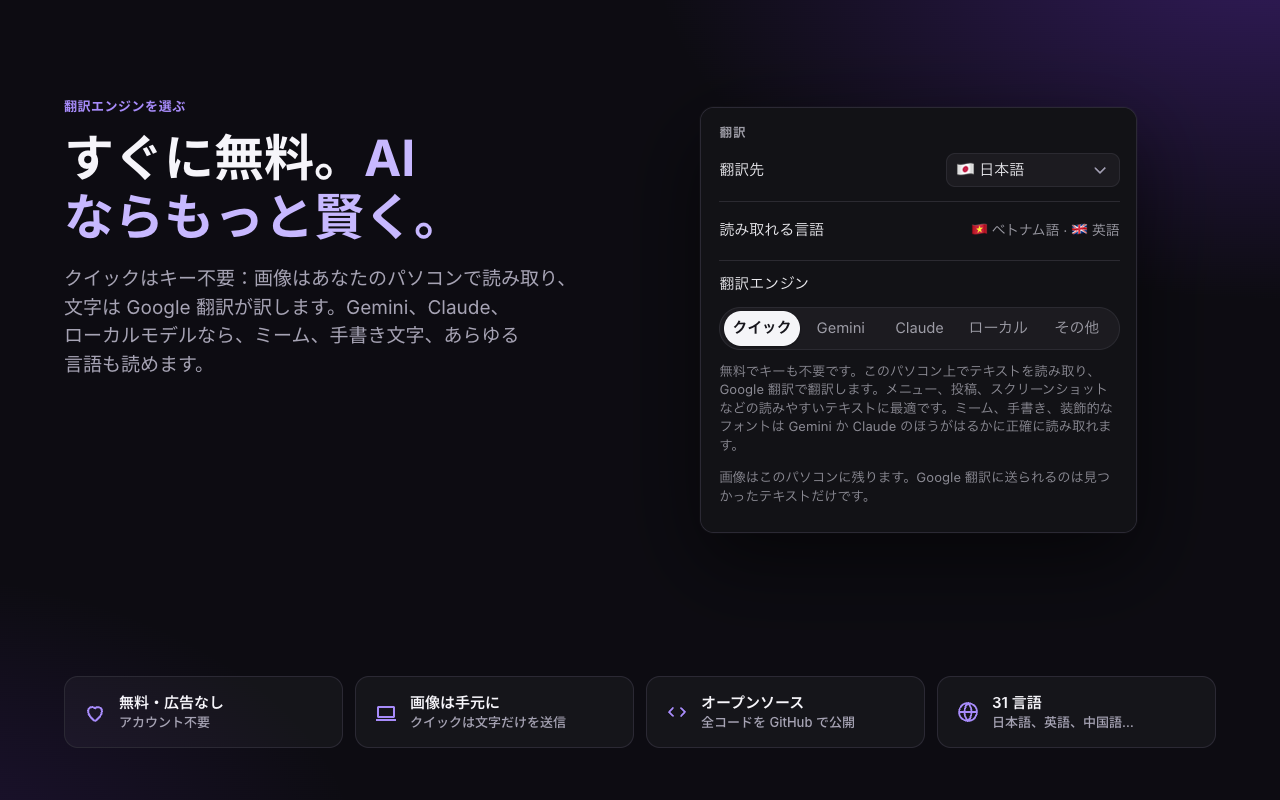 翻訳エンジンを選ぶ
すぐに無料。AI
ならもっと賢く。
クイックはキー不要：画像はあなたのパソコンで読み取り、
文字は Google 翻訳が訳します。Gemini、Claude、
ローカルモデルなら、ミーム、手書き文字、あらゆる
言語も読めます。
翻訳
翻訳先
🇯🇵 日本語
読み取れる言語
🇻🇳 ベトナム語 · 🇬🇧 英語
翻訳エンジン
クイック Gemini Claude ローカル その他
無料でキーも不要です。このパソコン上でテキストを読み取り、
Google 翻訳で翻訳します。メニュー、投稿、スクリーンショット
などの読みやすいテキストに最適です。ミーム、手書き、装飾的な
フォントは Gemini か Claude のほうがはるかに正確に読み取れま
す。
画像はこのパソコンに残ります。Google 翻訳に送られるのは見つ
かったテキストだけです。
無料・広告なし
アカウント不要
画像は手元に
クイックは文字だけを送信
オープンソース
全コードを GitHub で公開
31 言語
日本語、英語、中国語...